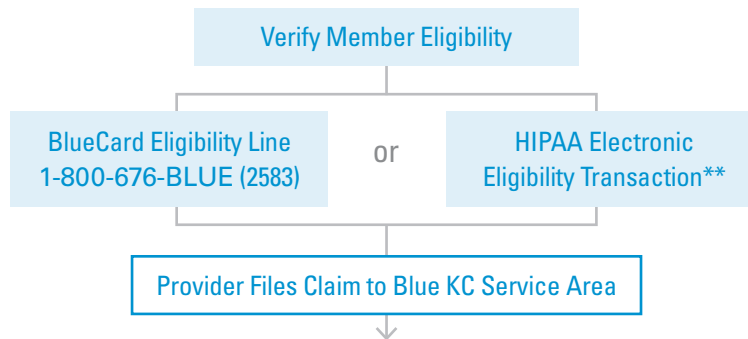 Verify Member Eligibility
BlueCard Eligibility Line
1-800-676-BLUE (2583)
or
HIPAA Electronic
Eligibility Transaction**
Provider Files Claim to Blue KC Service Area